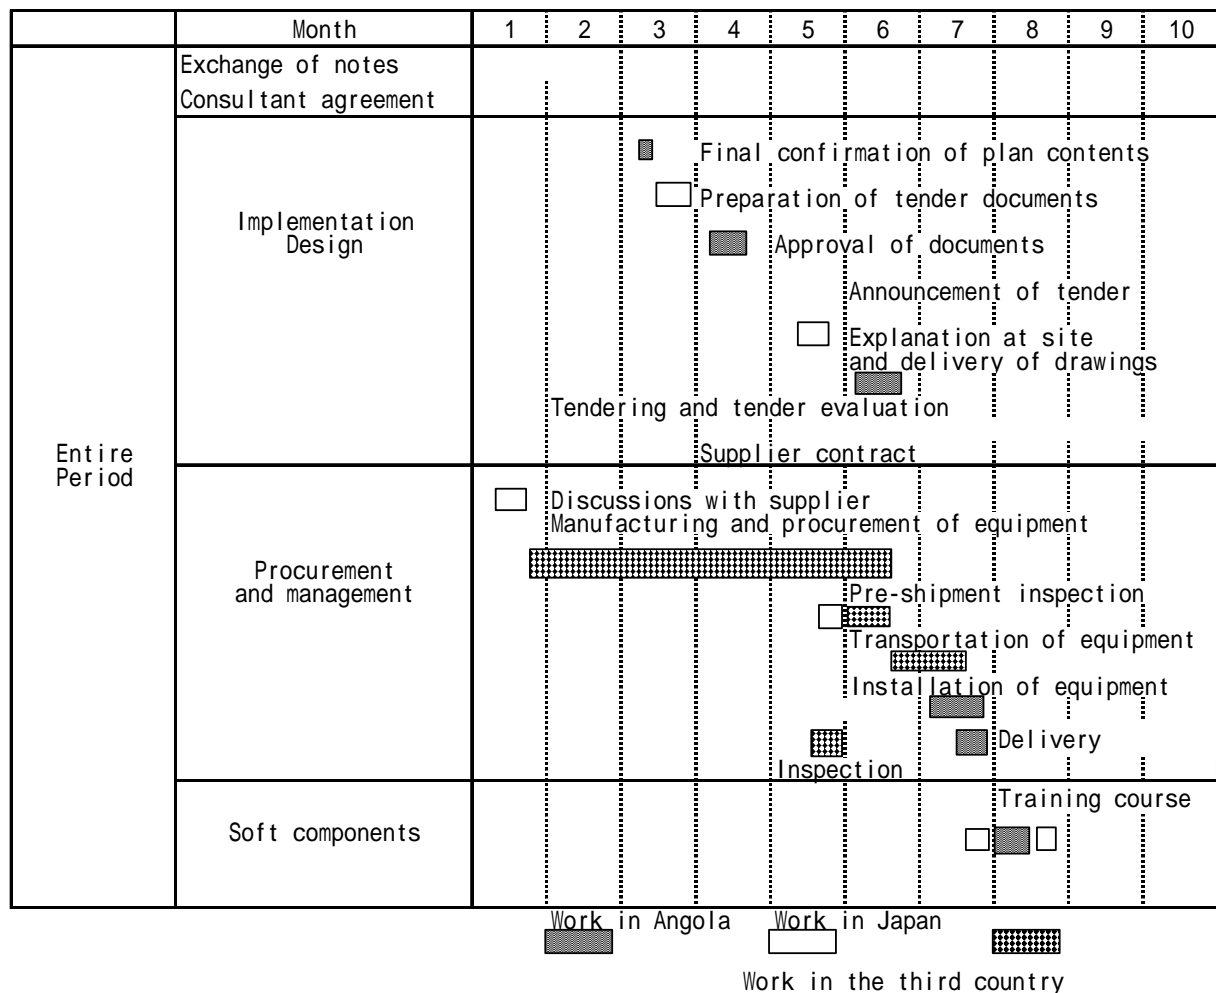 Month 1 2 3 4 5 6 7 8 9 10
Exchange of notes
Consultant agreement
Final confirmation of plan contents
Preparation of tender documents
Implementation
Design
Approval of documents
Announcement of tender
Explanation at site
and delivery of drawings
Tendering and tender evaluation
Supplier contract
Entire
Period
Discussions with supplier
Manufacturing and procurement of equipment
Procurement
and management
Pre-shipment inspection
Transportation of equipment
Installation of equipment
Delivery
Inspection
Training course
Soft components
Work in Angola
Work in Japan
Work in the third country